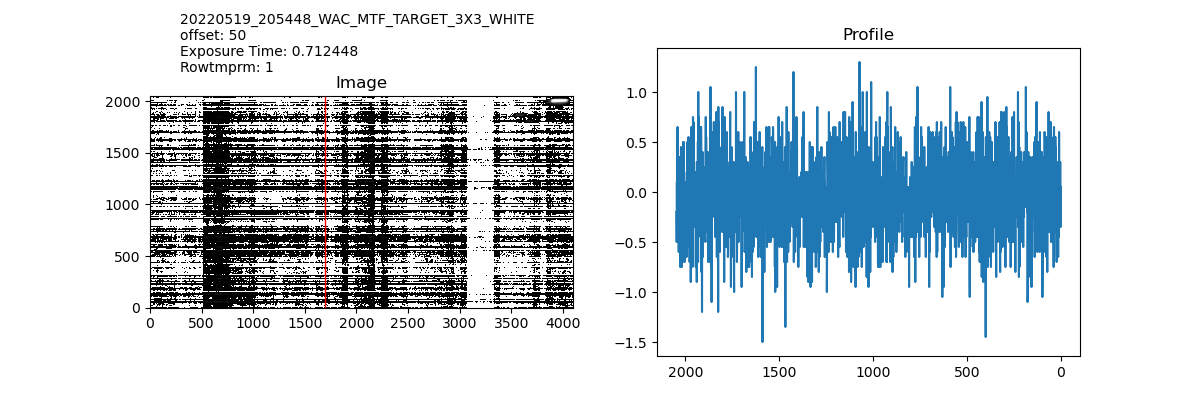 20220519_205448_WAC_MTF_TARGET_3X3_WHITE
offset: 50
Exposure Time: 0.712448
Rowtmprm: 1
Image
2000
1500
1000
500
0
0 500 1000 1500 2000 2500 3000 3500 4000
Profile
1.0
0.5
0.0
−0.5
−1.0
−1.5
2000 1500 1000 500 0